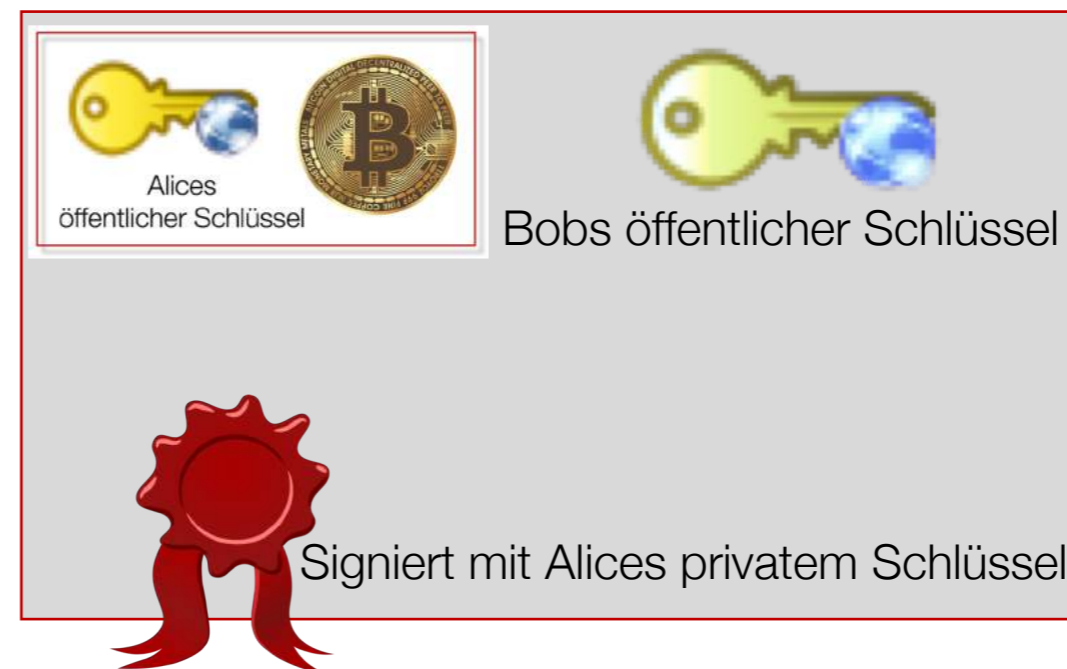 Alices
öffentlicher Schlüssel
Bobs öffentlicher Schlüssel
Signiert mit Alices privatem Schlüssel